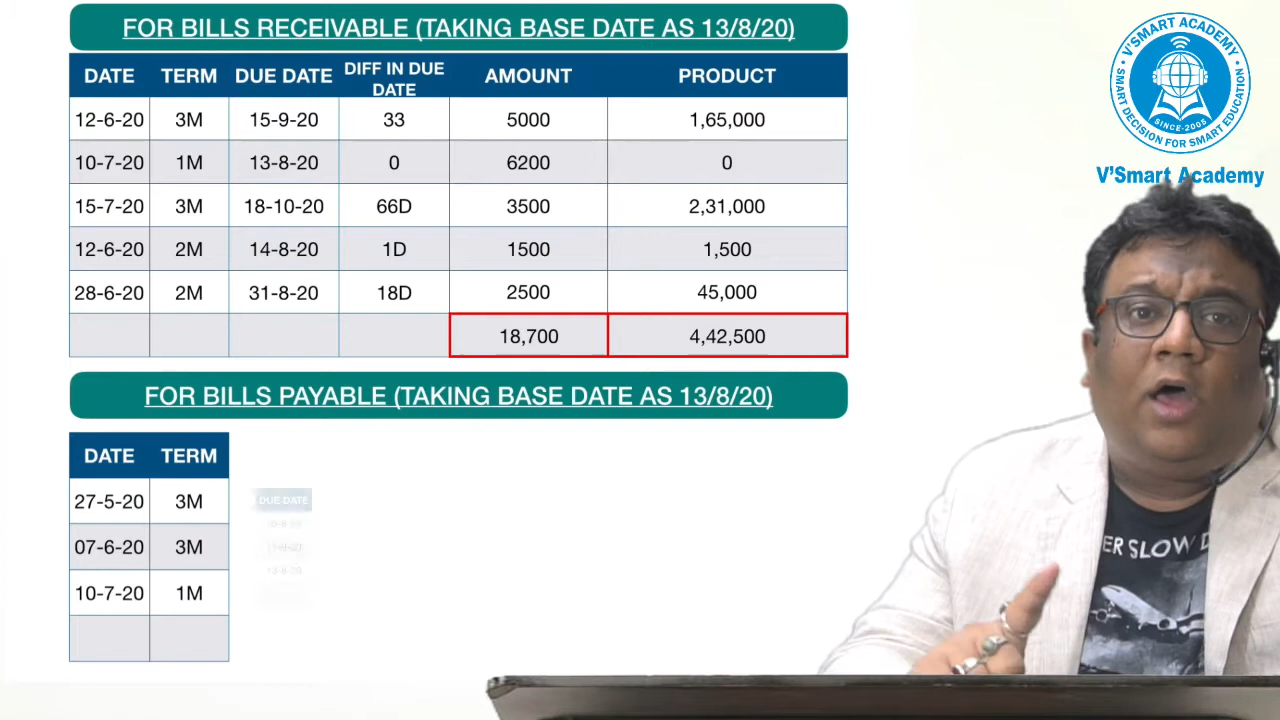 FOR BILLS RECEIVABLE (TAKING BASE DATE AS 13/8/20)
DATE TERM DUE DATE DIFF IN DUE DATE AMOUNT PRODUCT
12-6-20 3M 15-9-20 33 5000 1,65,000
10-7-20 1M 13-8-20 0 6200 0
15-7-20 3M 18-10-20 66D 3500 2,31,000
12-6-20 2M 14-8-20 1D 1500 1,500
28-6-20 2M 31-8-20 18D 2500 45,000
18,700 4,42,500
FOR BILLS PAYABLE (TAKING BASE DATE AS 13/8/20)
DATE TERM
27-5-20 3M
07-6-20 3M
10-7-20 1M
DUE DATE
V'SMART ACADEMY
SMART DECISION FOR SMART EDUCATION
SINCE-2005
V'Smart Academy
ER SLOW D